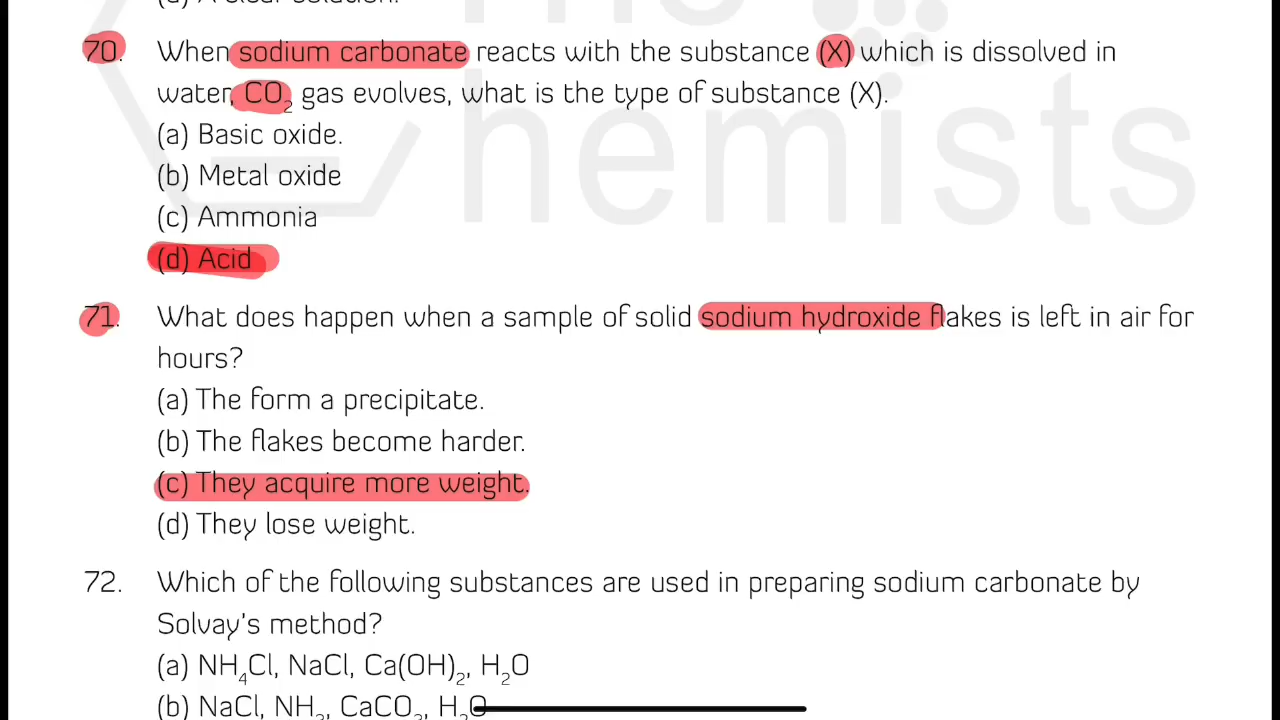 (d) A clear solution.
The
hemists
70. When sodium carbonate reacts with the substance (X) which is dissolved in
water, CO₂ gas evolves, what is the type of substance (X).
(a) Basic oxide.
(b) Metal oxide
(c) Ammonia
(d) Acid
71. What does happen when a sample of solid sodium hydroxide flakes is left in air for
hours?
(a) The form a precipitate.
(b) The flakes become harder.
(c) They acquire more weight.
(d) They lose weight.
72. Which of the following substances are used in preparing sodium carbonate by
Solvay's method?
(a) NH₄Cl, NaCl, Ca(OH)₂, H₂O
(b) NaCl, NH₃, CaCO₃, H₂O